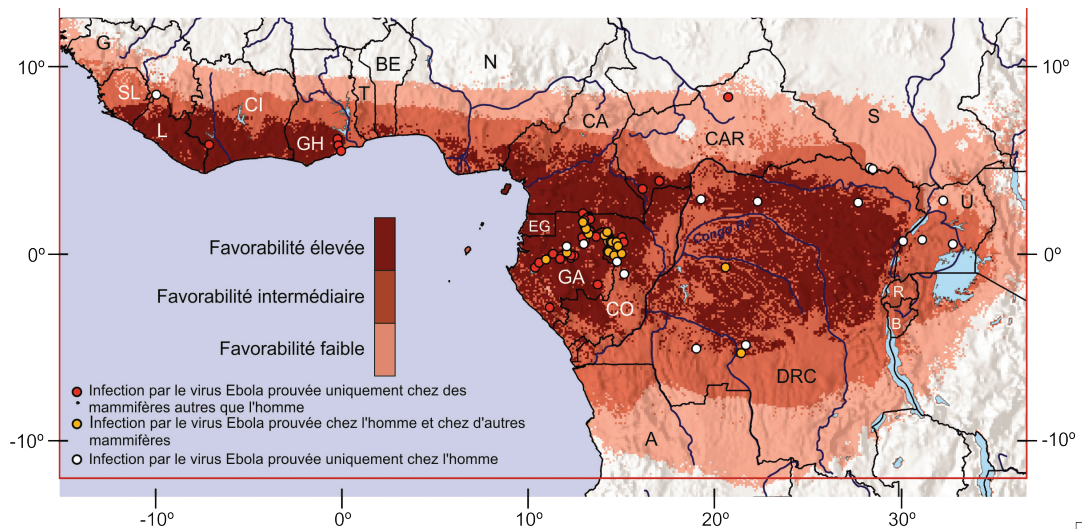 G
BE
N
10º
10º
SL
CI
T
CA
S
L
GH
CAR
U
EG
Congo R.
Favorabilité élevée
0º
0º
GA
Favorabilité intermédiaire
R
CO
B
Favorabilité faible
DRC
Infection par le virus Ebola prouvée uniquement chez des
mammifères autres que l'homme
Infection par le virus Ebola prouvée chez l'homme et chez d'autres
mammifères
A
-10º
-10º
Infection par le virus Ebola prouvée uniquement chez l'homme
-10º
0º
10º
20º
30º